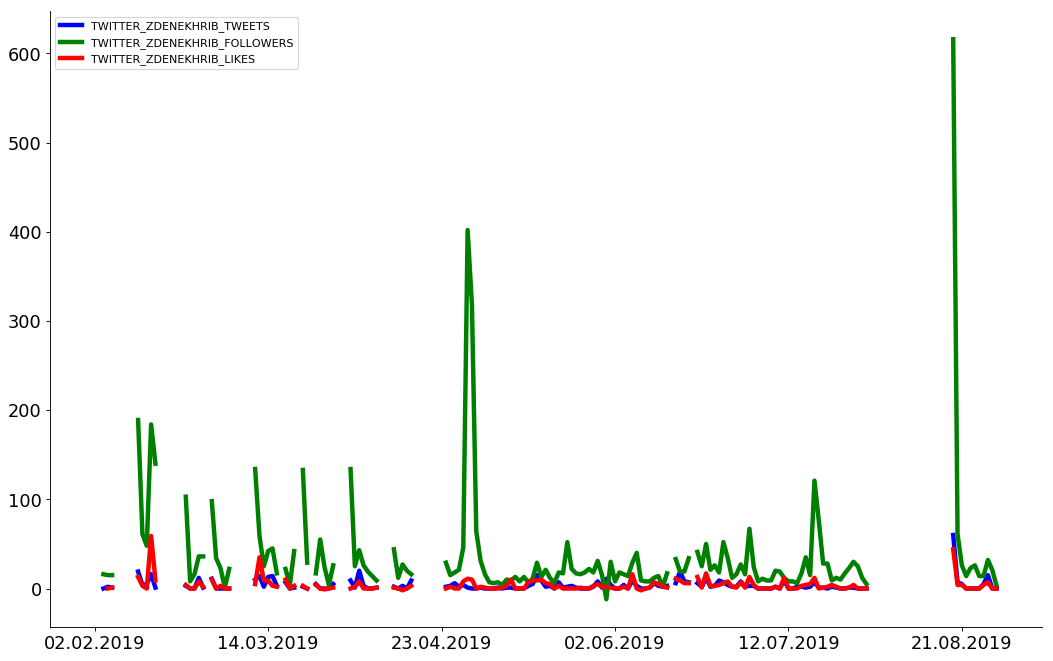 TWITTER_ZDENEKHRIB_TWEETS
TWITTER_ZDENEKHRIB_FOLLOWERS
TWITTER_ZDENEKHRIB_LIKES
600
500
400
300
200
100
0
02.02.2019 14.03.2019 23.04.2019 02.06.2019 12.07.2019 21.08.2019